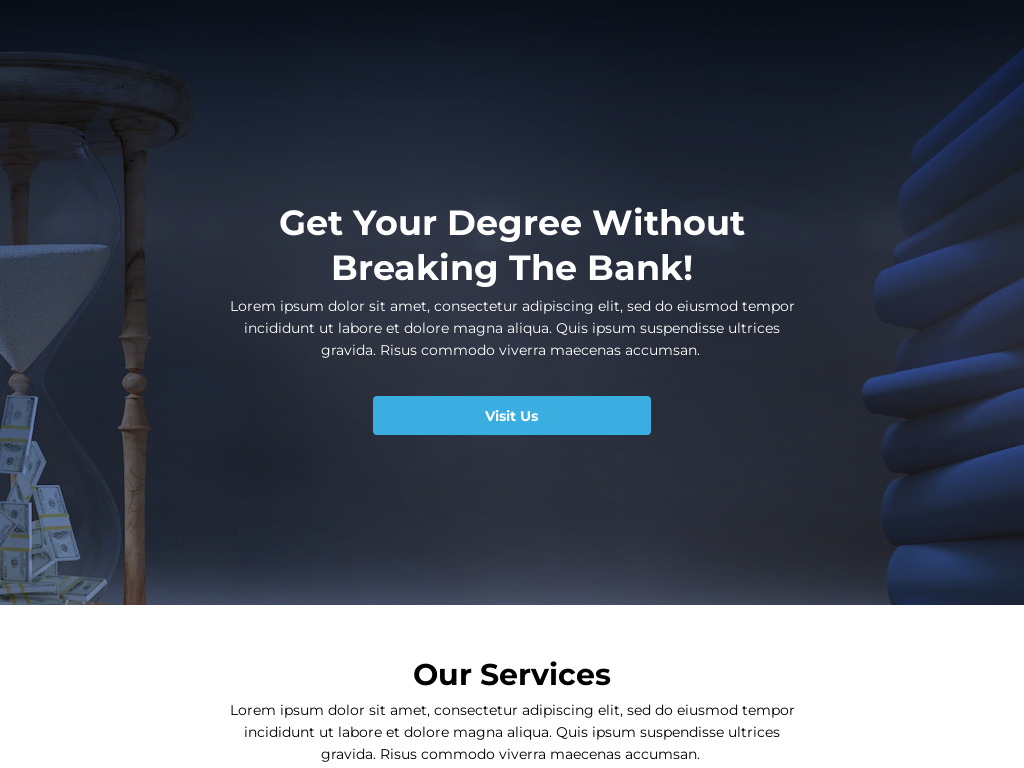 Get Your Degree Without
Breaking The Bank!
Lorem ipsum dolor sit amet, consectetur adipiscing elit, sed do eiusmod tempor
incididunt ut labore et dolore magna aliqua. Quis ipsum suspendisse ultrices
gravida. Risus commodo viverra maecenas accumsan.
Visit Us
Our Services
Lorem ipsum dolor sit amet, consectetur adipiscing elit, sed do eiusmod tempor
incididunt ut labore et dolore magna aliqua. Quis ipsum suspendisse ultrices
gravida. Risus commodo viverra maecenas accumsan.